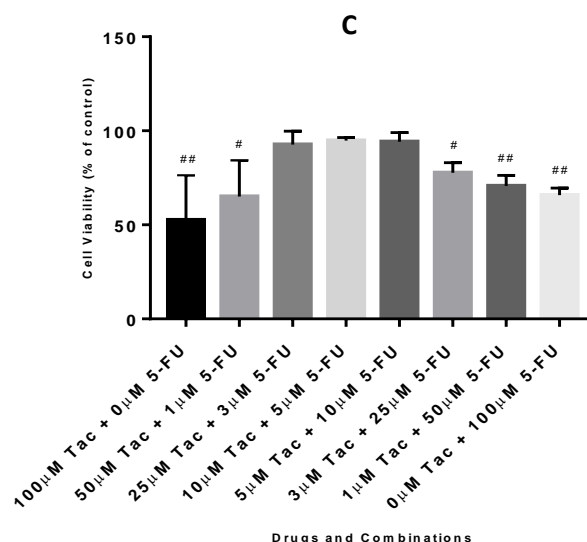 C
Cell Viability (% of control)
150
100
50
0
##
#
#
##
##
100μM Tac + 0μM 5-FU
50μM Tac + 1μM 5-FU
25μM Tac + 3μM 5-FU
10μM Tac + 5μM 5-FU
5μM Tac + 10μM 5-FU
3μM Tac + 25μM 5-FU
1μM Tac + 50μM 5-FU
0μM Tac + 100μM 5-FU
Drugs and Combinations